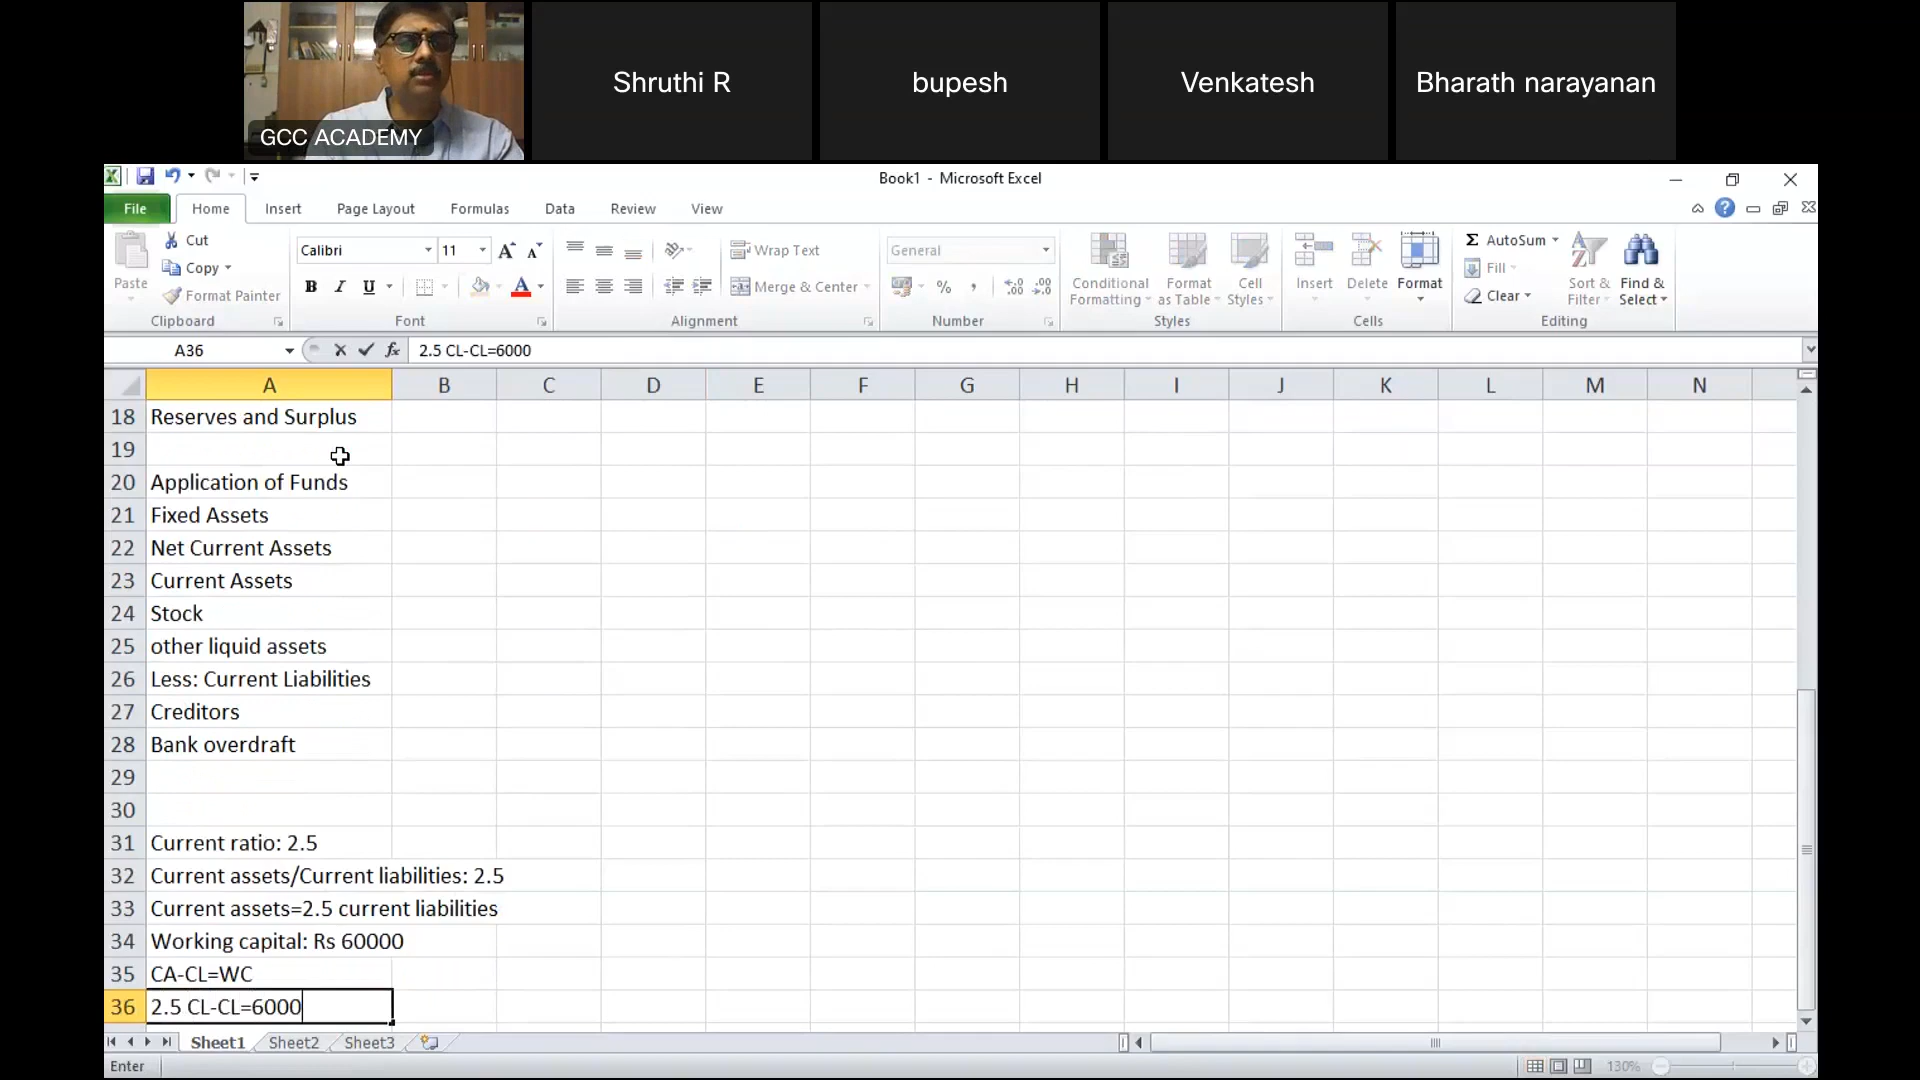 GCC ACADEMY
Shruthi R
bupesh
Venkatesh
Bharath narayanan
Book1 - Microsoft Excel
File Home Insert Page Layout Formulas Data Review View
Paste
Cut
Copy
Format Painter
Clipboard
Calibri 11
B I U A
Font
Wrap Text
Merge & Center
Alignment
General
% ,
Number
Conditional Formatting
Format as Table
Cell Styles
Styles
Insert
Delete
Format
Cells
Σ AutoSum
Fill
Clear
Sort & Filter
Find & Select
Editing
A36 fx 2.5 CL-CL=6000
A B C D E F G H I J K L M N
18 Reserves and Surplus
19
20 Application of Funds
21 Fixed Assets
22 Net Current Assets
23 Current Assets
24 Stock
25 other liquid assets
26 Less: Current Liabilities
27 Creditors
28 Bank overdraft
29
30
31 Current ratio: 2.5
32 Current assets/Current liabilities: 2.5
33 Current assets=2.5 current liabilities
34 Working capital: Rs 60000
35 CA-CL=WC
36 2.5 CL-CL=6000
Sheet1 Sheet2 Sheet3
Enter 130%